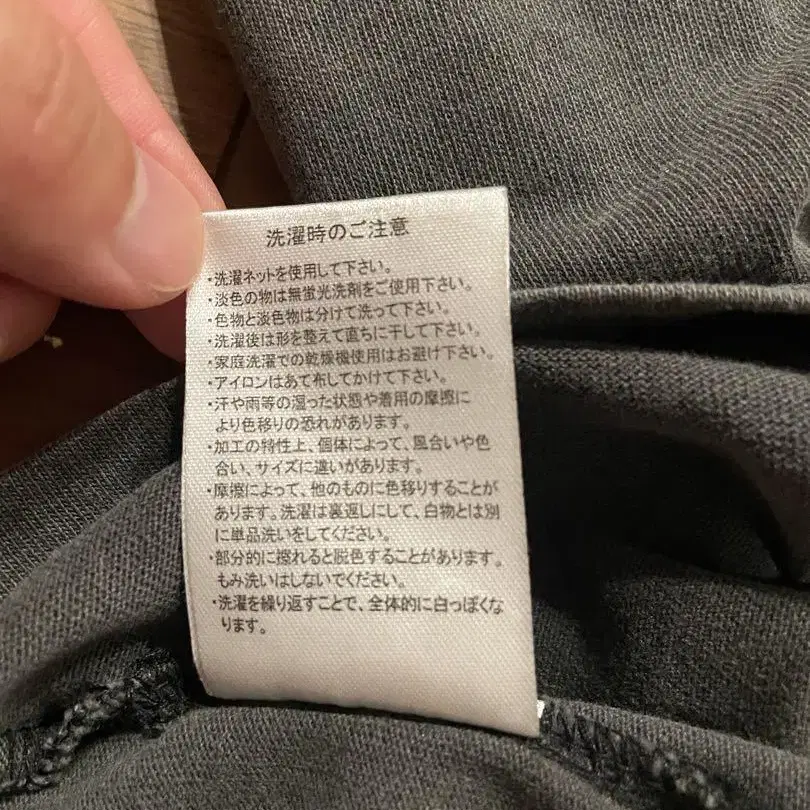 洗濯時のご注意
・洗濯ネットを使用して下さい。
・淡色の物は無蛍光洗剤をご使用下さい。
・色物と淡色物は分けて洗って下さい。
・洗濯後は形を整えて直ちに干して下さい。
・家庭洗濯での乾燥機使用はお避け下さい。
・アイロンはあて布してかけて下さい。
・汗や雨等の湿った状態や着用の摩擦に
より色移りの恐れがあります。
・加工の特性上、個体によって、風合いや色
合い、サイズに違いがあります。
・摩擦によって、他のものに色移りすることが
あります。洗濯は裏返しにして、白物とは別
に単品洗いをしてください。
・部分的に擦れると脱色することがあります。
もみ洗いはしないでください。
・洗濯を繰り返すことで、全体的に白っぽくな
ります。